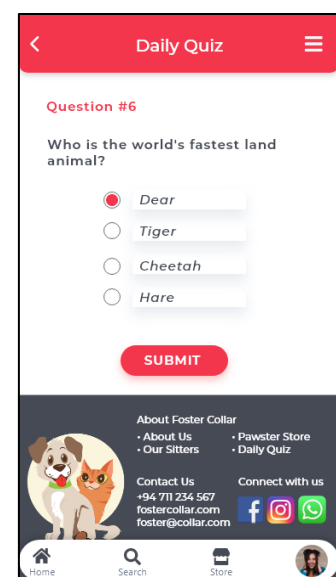 Daily Quiz
Question #6
Who is the world's fastest land
animal?
Dear
Tiger
Cheetah
Hare
SUBMIT
About Foster Collar
• About Us
• Our Sitters
• Pawster Store
• Daily Quiz
Contact Us
+94 711 234 567
fostercollar.com
foster@collar.com
Connect with us
Home
Search
Store